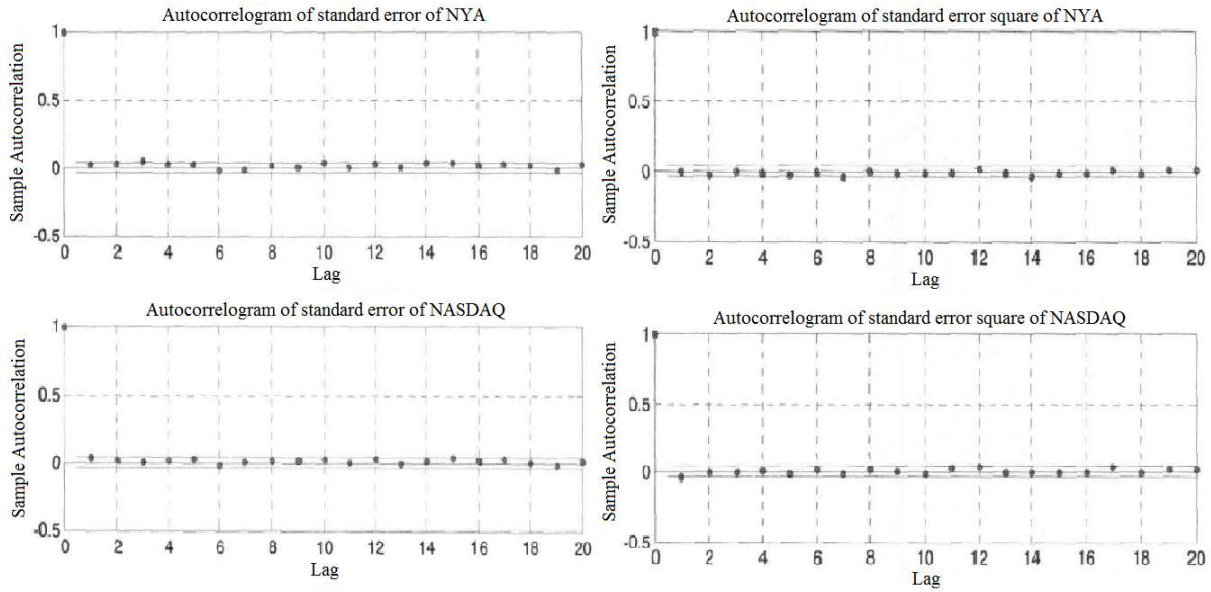 Autocorrelogram of standard error of NYA
Sample Autocorrelation
1
0.5
0
-0.5
0 2 4 6 8 10 12 14 16 18 20
Lag
Autocorrelogram of standard error square of NYA
Sample Autocorrelation
1
0.5
0
-0.5
0 2 4 6 8 10 12 14 16 18 20
Lag
Autocorrelogram of standard error of NASDAQ
Sample Autocorrelation
1
0.5
0
-0.5
0 2 4 6 8 10 12 14 16 18 20
Lag
Autocorrelogram of standard error square of NASDAQ
Sample Autocorrelation
1
0.5
0
-0.5
0 2 4 6 8 10 12 14 16 18 20
Lag